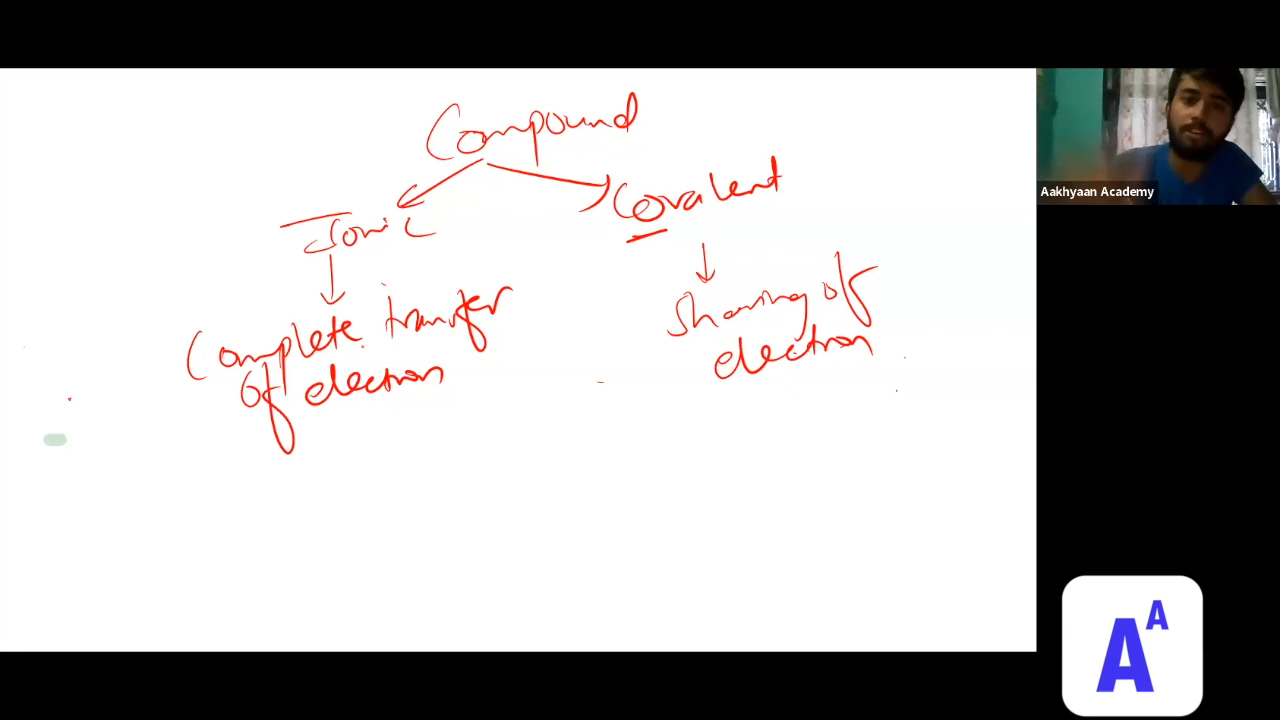 Compound
Ionic
Covalent
Complete transfer
of electron
Sharing of
electron
Aakhyaan Academy
A A